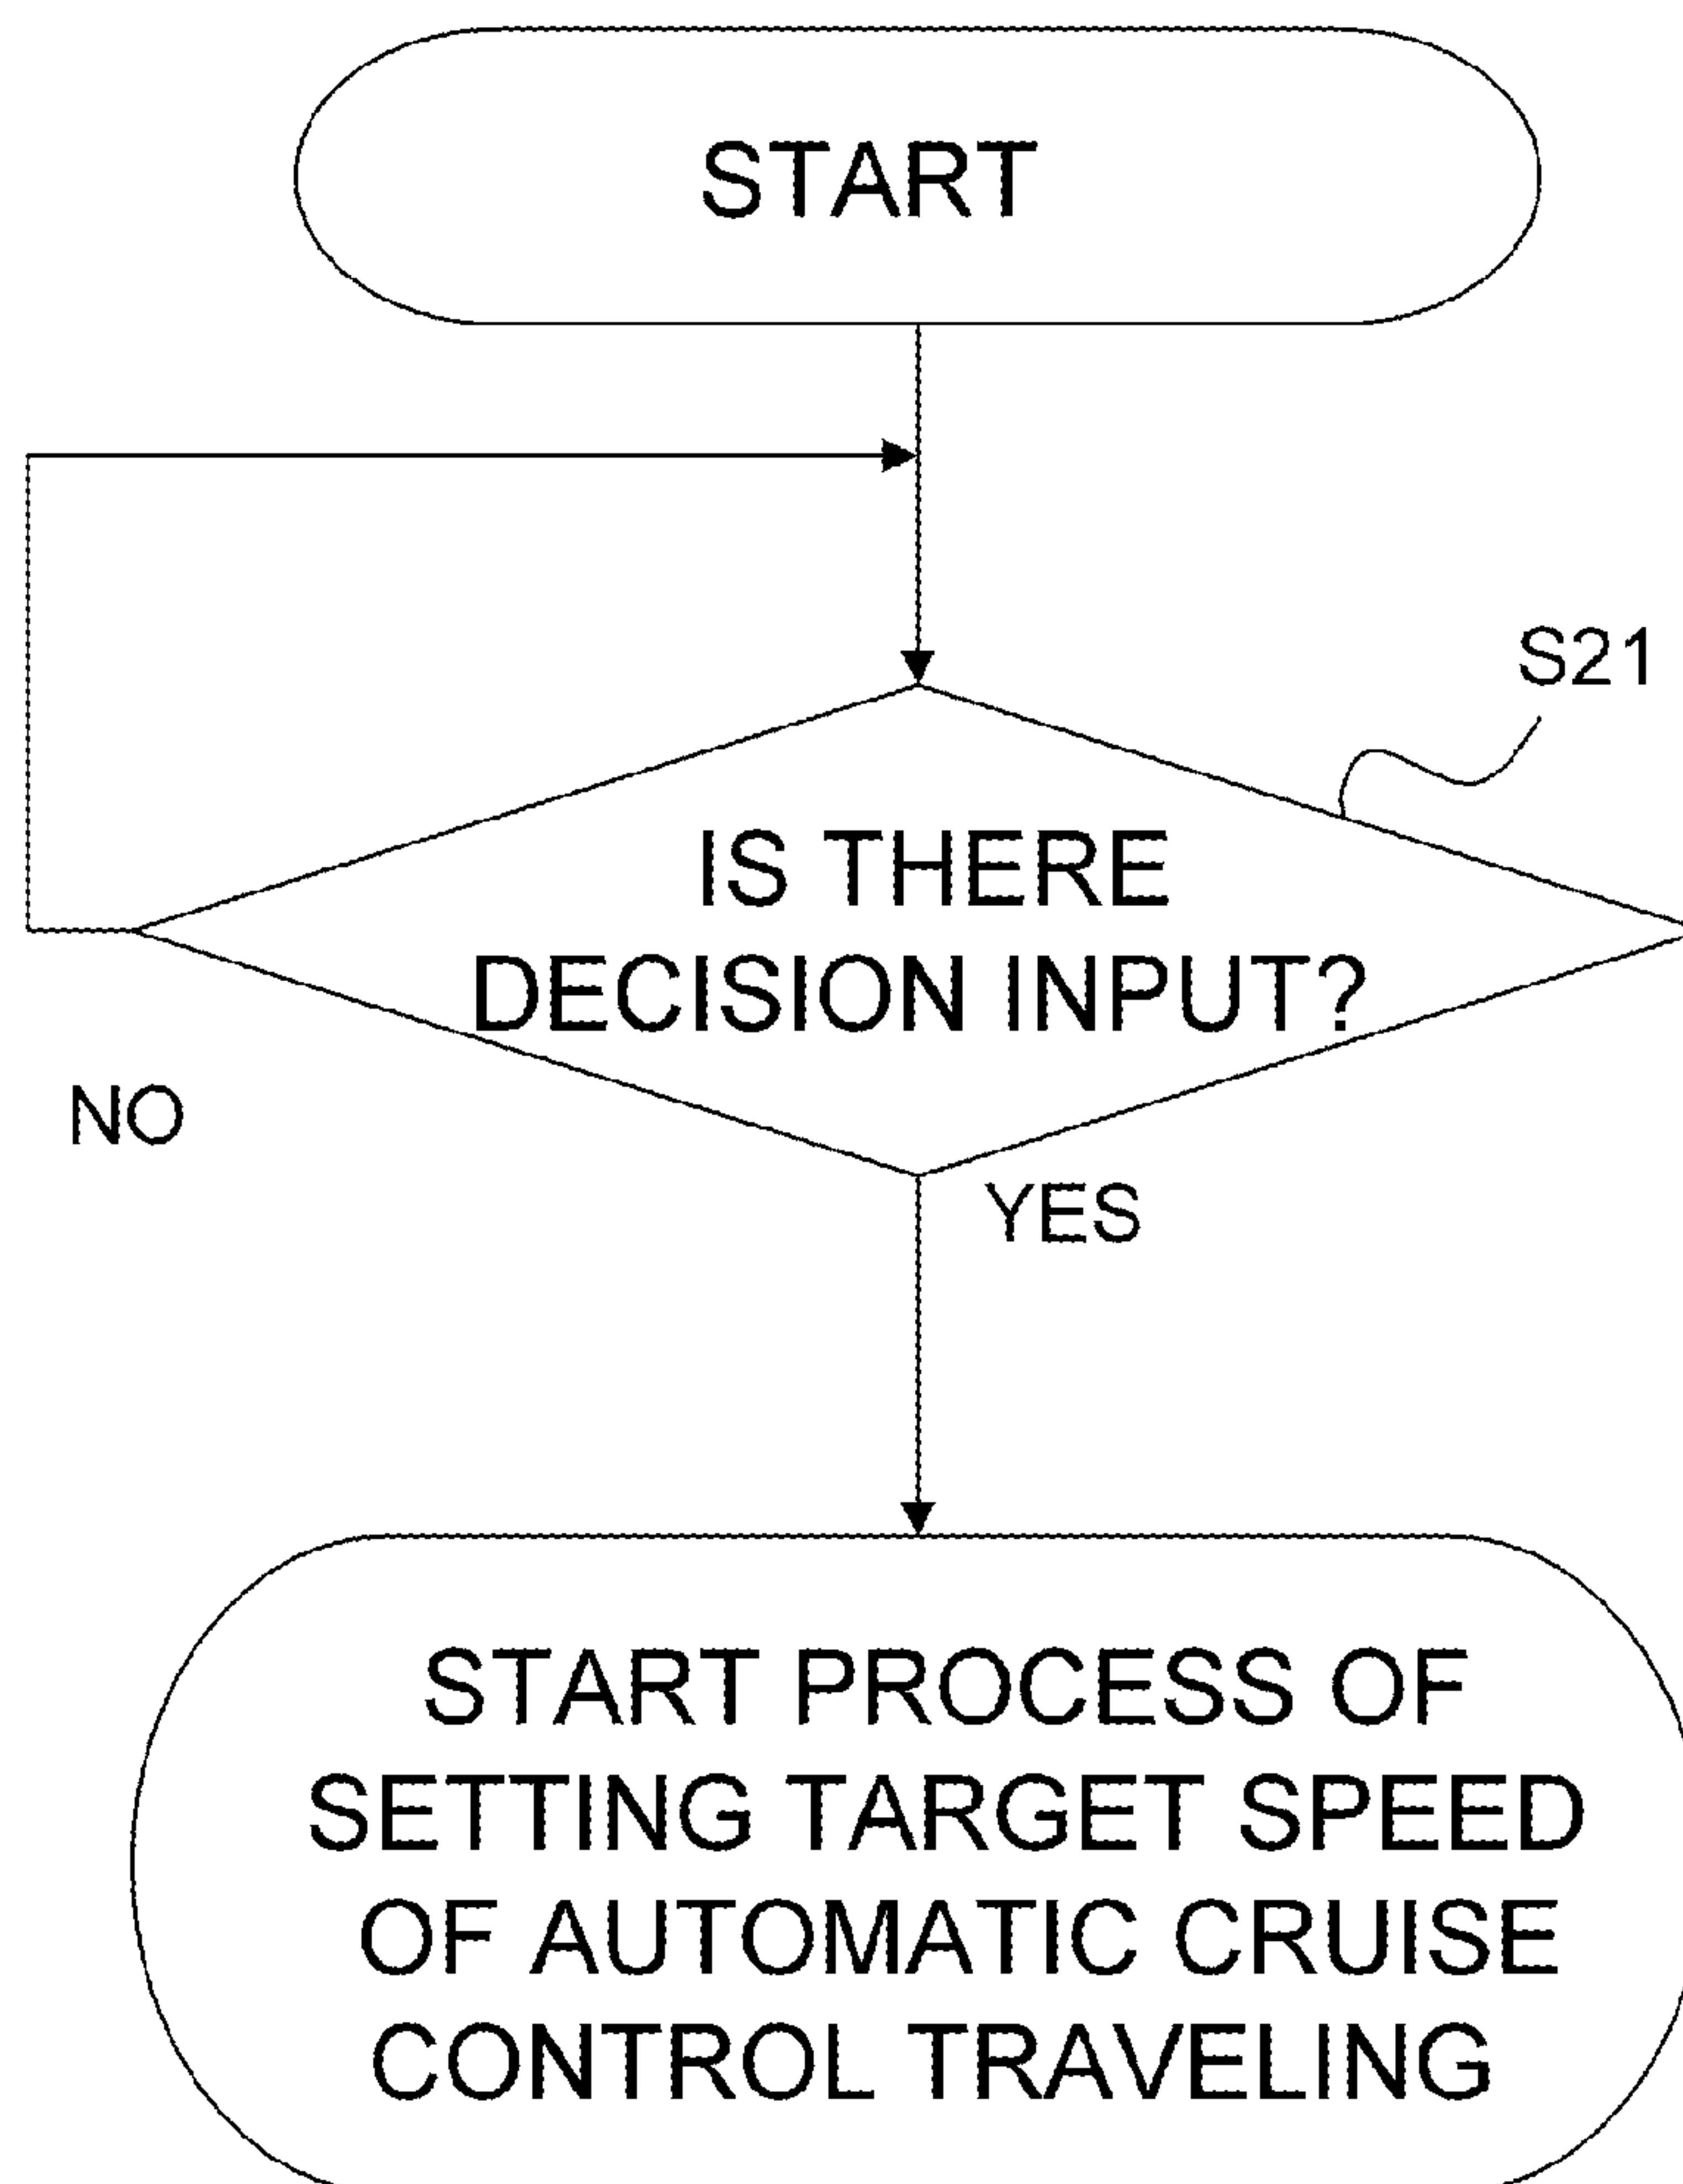 START
S21
IS THERE
DECISION INPUT?
NO
YES
START PROCESS OF
SETTING TARGET SPEED
OF AUTOMATIC CRUISE
CONTROL TRAVELING